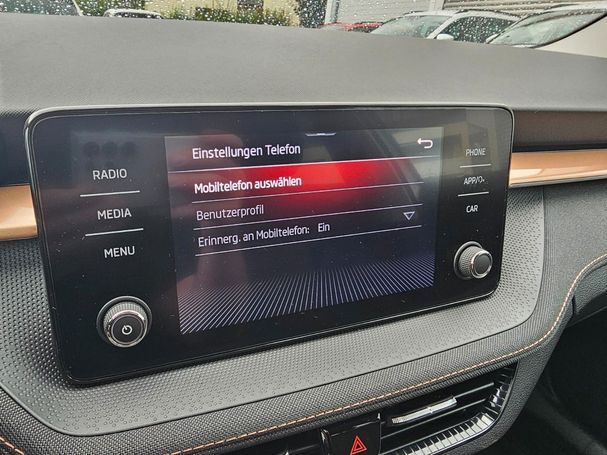 Einstellungen Telefon
Mobiltelefon auswählen
Benutzerprofil
Erinnerg. an Mobiltelefon: Ein
RADIO
MEDIA
MENU
PHONE
APP/
CAR